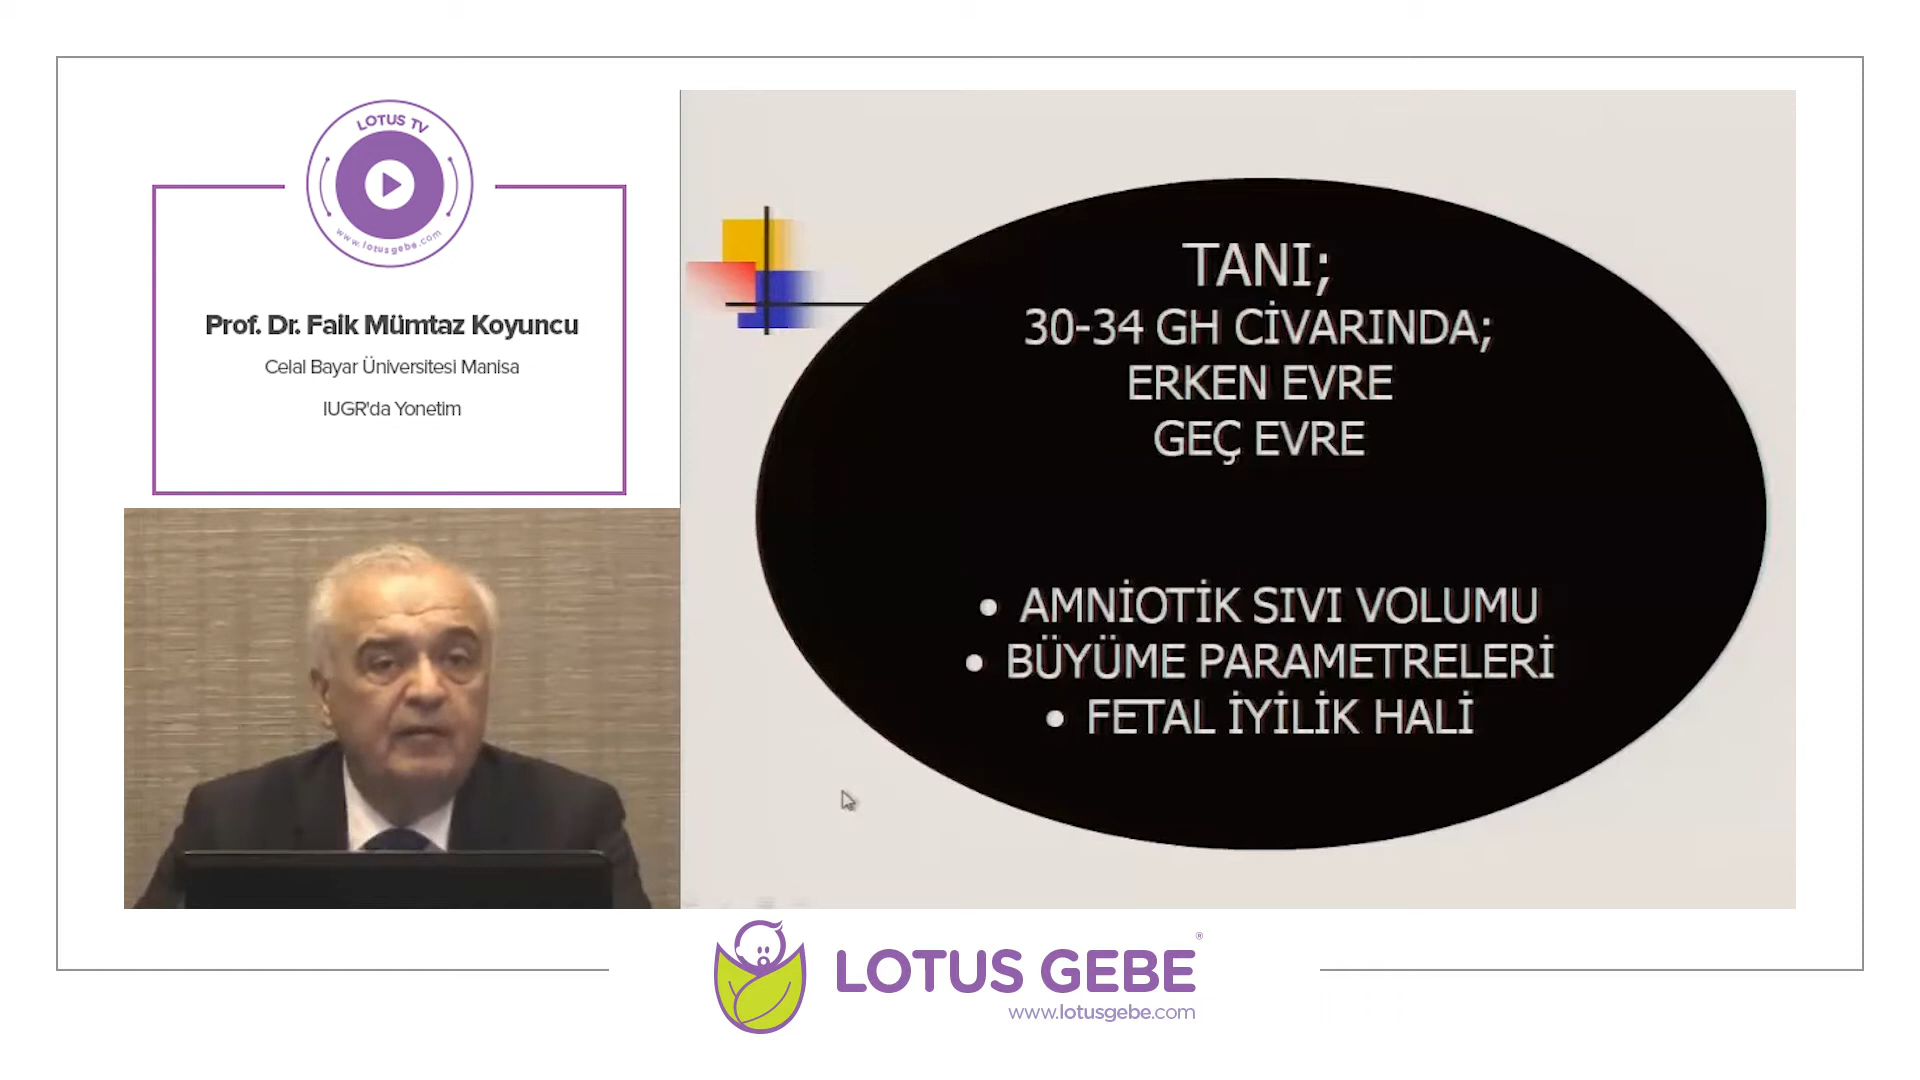 LOTUS TV
www.lotusgebe.com
Prof. Dr. Faik Mümtaz Koyuncu
Celal Bayar Üniversitesi Manisa
IUGR'da Yonetim
TANI;
30-34 GH CİVARINDA;
ERKEN EVRE
GEÇ EVRE
• AMNİOTİK SIVI VOLUMU
• BÜYÜME PARAMETRELERİ
• FETAL İYİLİK HALİ
LOTUS GEBE®
www.lotusgebe.com